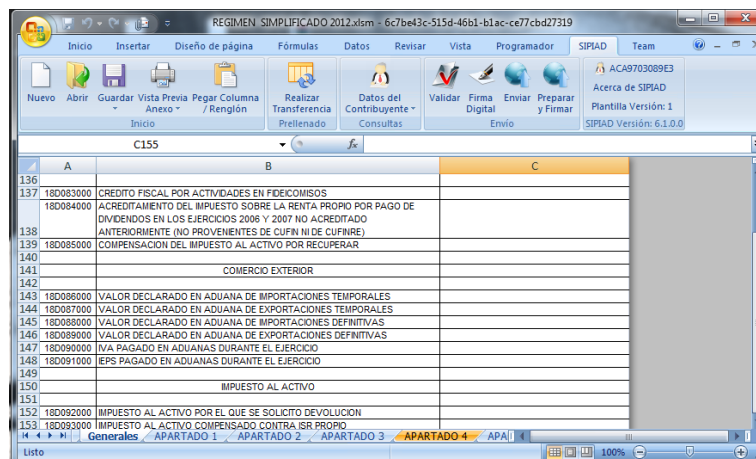 REGIMEN SIMPLIFICADO 2012.xlsm - 6c7be43c-515d-46b1-b1ac-ce77cbd27319
Inicio Insertar Diseño de página Fórmulas Datos Revisar Vista Programador SIPIAD Team
Nuevo Abrir Guardar Vista Previa Anexo Pegar Columna / Renglón
Inicio
Realizar Transferencia
Prellenado
Datos del Contribuyente
Consultas
Validar Firma Digital Enviar Preparar y Firmar
Envío
ACA9703089E3
Acerca de SIPIAD
Plantilla Versión: 1
SIPIAD Versión: 6.1.0.0
C155 fx
A B C
136
137 18D083000 CREDITO FISCAL POR ACTIVIDADES EN FIDEICOMISOS
18D084000 ACREDITAMIENTO DEL IMPUESTO SOBRE LA RENTA PROPIO POR PAGO DE
DIVIDENDOS EN LOS EJERCICIOS 2006 Y 2007 NO ACREDITADO
138 ANTERIORMENTE (NO PROVENIENTES DE CUFIN NI DE CUFINRE)
139 18D085000 COMPENSACION DEL IMPUESTO AL ACTIVO POR RECUPERAR
140
141 COMERCIO EXTERIOR
142
143 18D086000 VALOR DECLARADO EN ADUANA DE IMPORTACIONES TEMPORALES
144 18D087000 VALOR DECLARADO EN ADUANA DE EXPORTACIONES TEMPORALES
145 18D088000 VALOR DECLARADO EN ADUANA DE IMPORTACIONES DEFINITIVAS
146 18D089000 VALOR DECLARADO EN ADUANA DE EXPORTACIONES DEFINITIVAS
147 18D090000 IVA PAGADO EN ADUANAS DURANTE EL EJERCICIO
148 18D091000 IEPS PAGADO EN ADUANAS DURANTE EL EJERCICIO
149
150 IMPUESTO AL ACTIVO
151
152 18D092000 IMPUESTO AL ACTIVO POR EL QUE SE SOLICITO DEVOLUCION
153 18D093000 IMPUESTO AL ACTIVO COMPENSADO CONTRA ISR PROPIO
Generales APARTADO 1 APARTADO 2 APARTADO 3 APARTADO 4 APA
Listo 100%